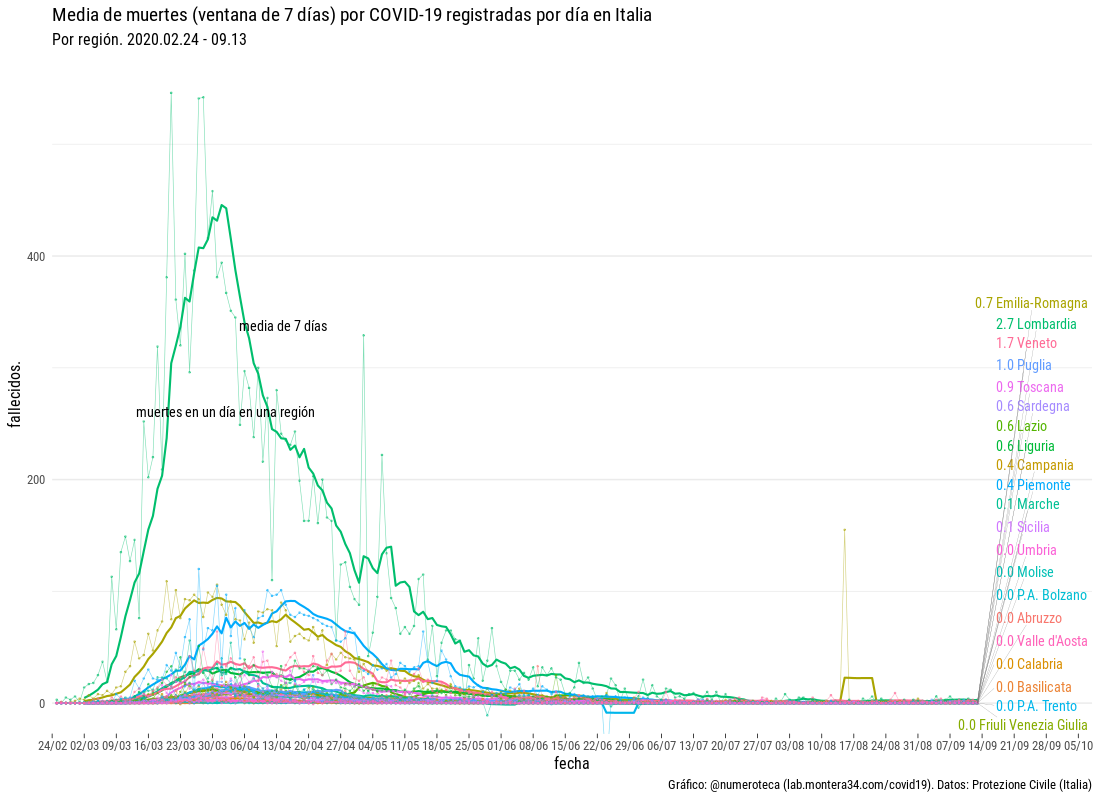 Media de muertes (ventana de 7 días) por COVID-19 registradas por día en Italia
Por región. 2020.02.24 - 09.13
fallecidos.
400
200
0
media de 7 días
muertes en un día en una región
0.7 Emilia-Romagna
2.7 Lombardia
1.7 Veneto
1.0 Puglia
0.9 Toscana
0.6 Sardegna
0.6 Lazio
0.6 Liguria
0.4 Campania
0.4 Piemonte
0.1 Marche
0.1 Sicilia
0.0 Umbria
0.0 Molise
0.0 P.A. Bolzano
0.0 Abruzzo
0.0 Valle d'Aosta
0.0 Calabria
0.0 Basilicata
0.0 P.A. Trento
0.0 Friuli Venezia Giulia
24/02 02/03 09/03 16/03 23/03 30/03 06/04 13/04 20/04 27/04 04/05 11/05 18/05 25/05 01/06 08/06 15/06 22/06 29/06 06/07 13/07 20/07 27/07 03/08 10/08 17/08 24/08 31/08 07/09 14/09 21/09 28/09 05/10
fecha
Gráfico: @numeroteca (lab.montera34.com/covid19). Datos: Protezione Civile (Italia)